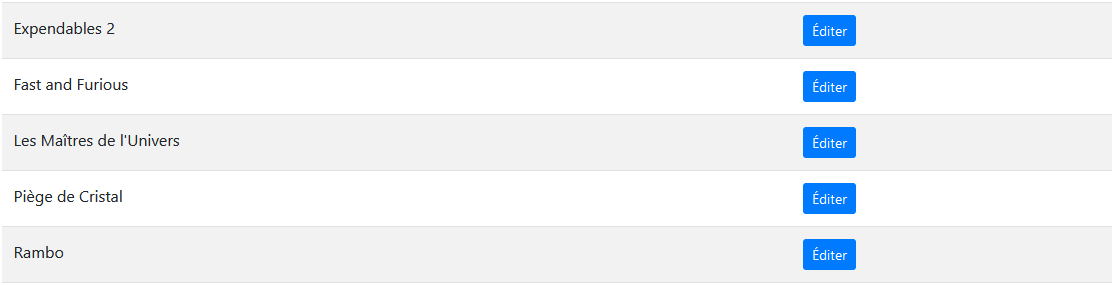 Expendables 2 Éditer
Fast and Furious Éditer
Les Maîtres de l'Univers Éditer
Piège de Cristal Éditer
Rambo Éditer